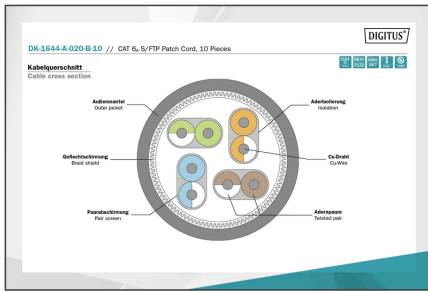 DIGITUS
DK-1644-A-020-B-10 // CAT 6A S/FTP Patch Cord, 10 Pieces
Kabelquerschnitt
Cable cross section
Außenmantel
Outer jacket
Aderisolierung
Isolation
Geflechtschirmung
Braid shield
Cu-Draht
Cu-Wire
Paarabschirmung
Pair screen
Adernpaare
Twisted pair